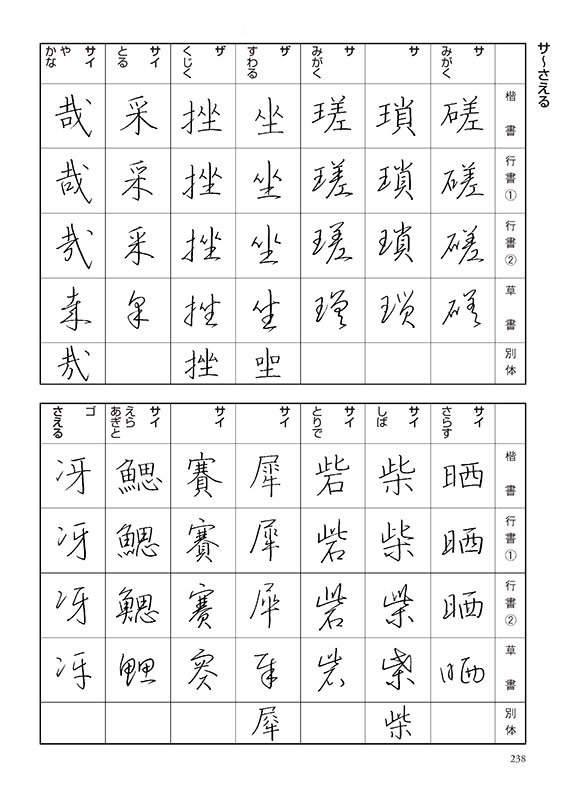 サ〜さえる
楷書
行書①
行書②
草書
別体
サ
みがく
磋
磋
磋
磋
サ
瑣
瑣
瑣
瑣
サ
みがく
瑳
瑳
瑳
瑳
ザ
すわる
坐
坐
坐
坐
ザ
くじく
挫
挫
挫
挫
サイ
とる
采
采
采
采
サイ
や
かな
哉
哉
哉
哉
哉
楷書
行書①
行書②
草書
別体
サイ
さらす
晒
晒
晒
晒
サイ
しば
柴
柴
柴
柴
柴
サイ
とりで
砦
砦
砦
砦
サイ
犀
犀
犀
犀
犀
サイ
賽
賽
賽
賽
サイ
えら
あぎと
鰓
鰓
鰓
鰓
ゴ
さえる
冴
冴
冴
冴
238